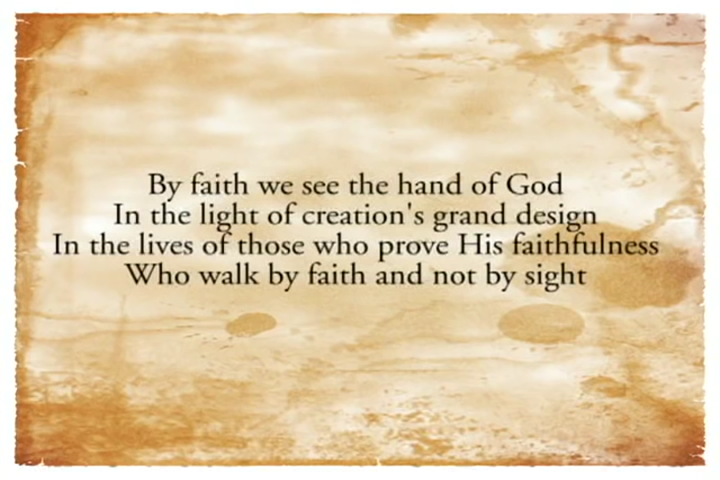 By faith we see the hand of God
In the light of creation's grand design
In the lives of those who prove His faithfulness
Who walk by faith and not by sight